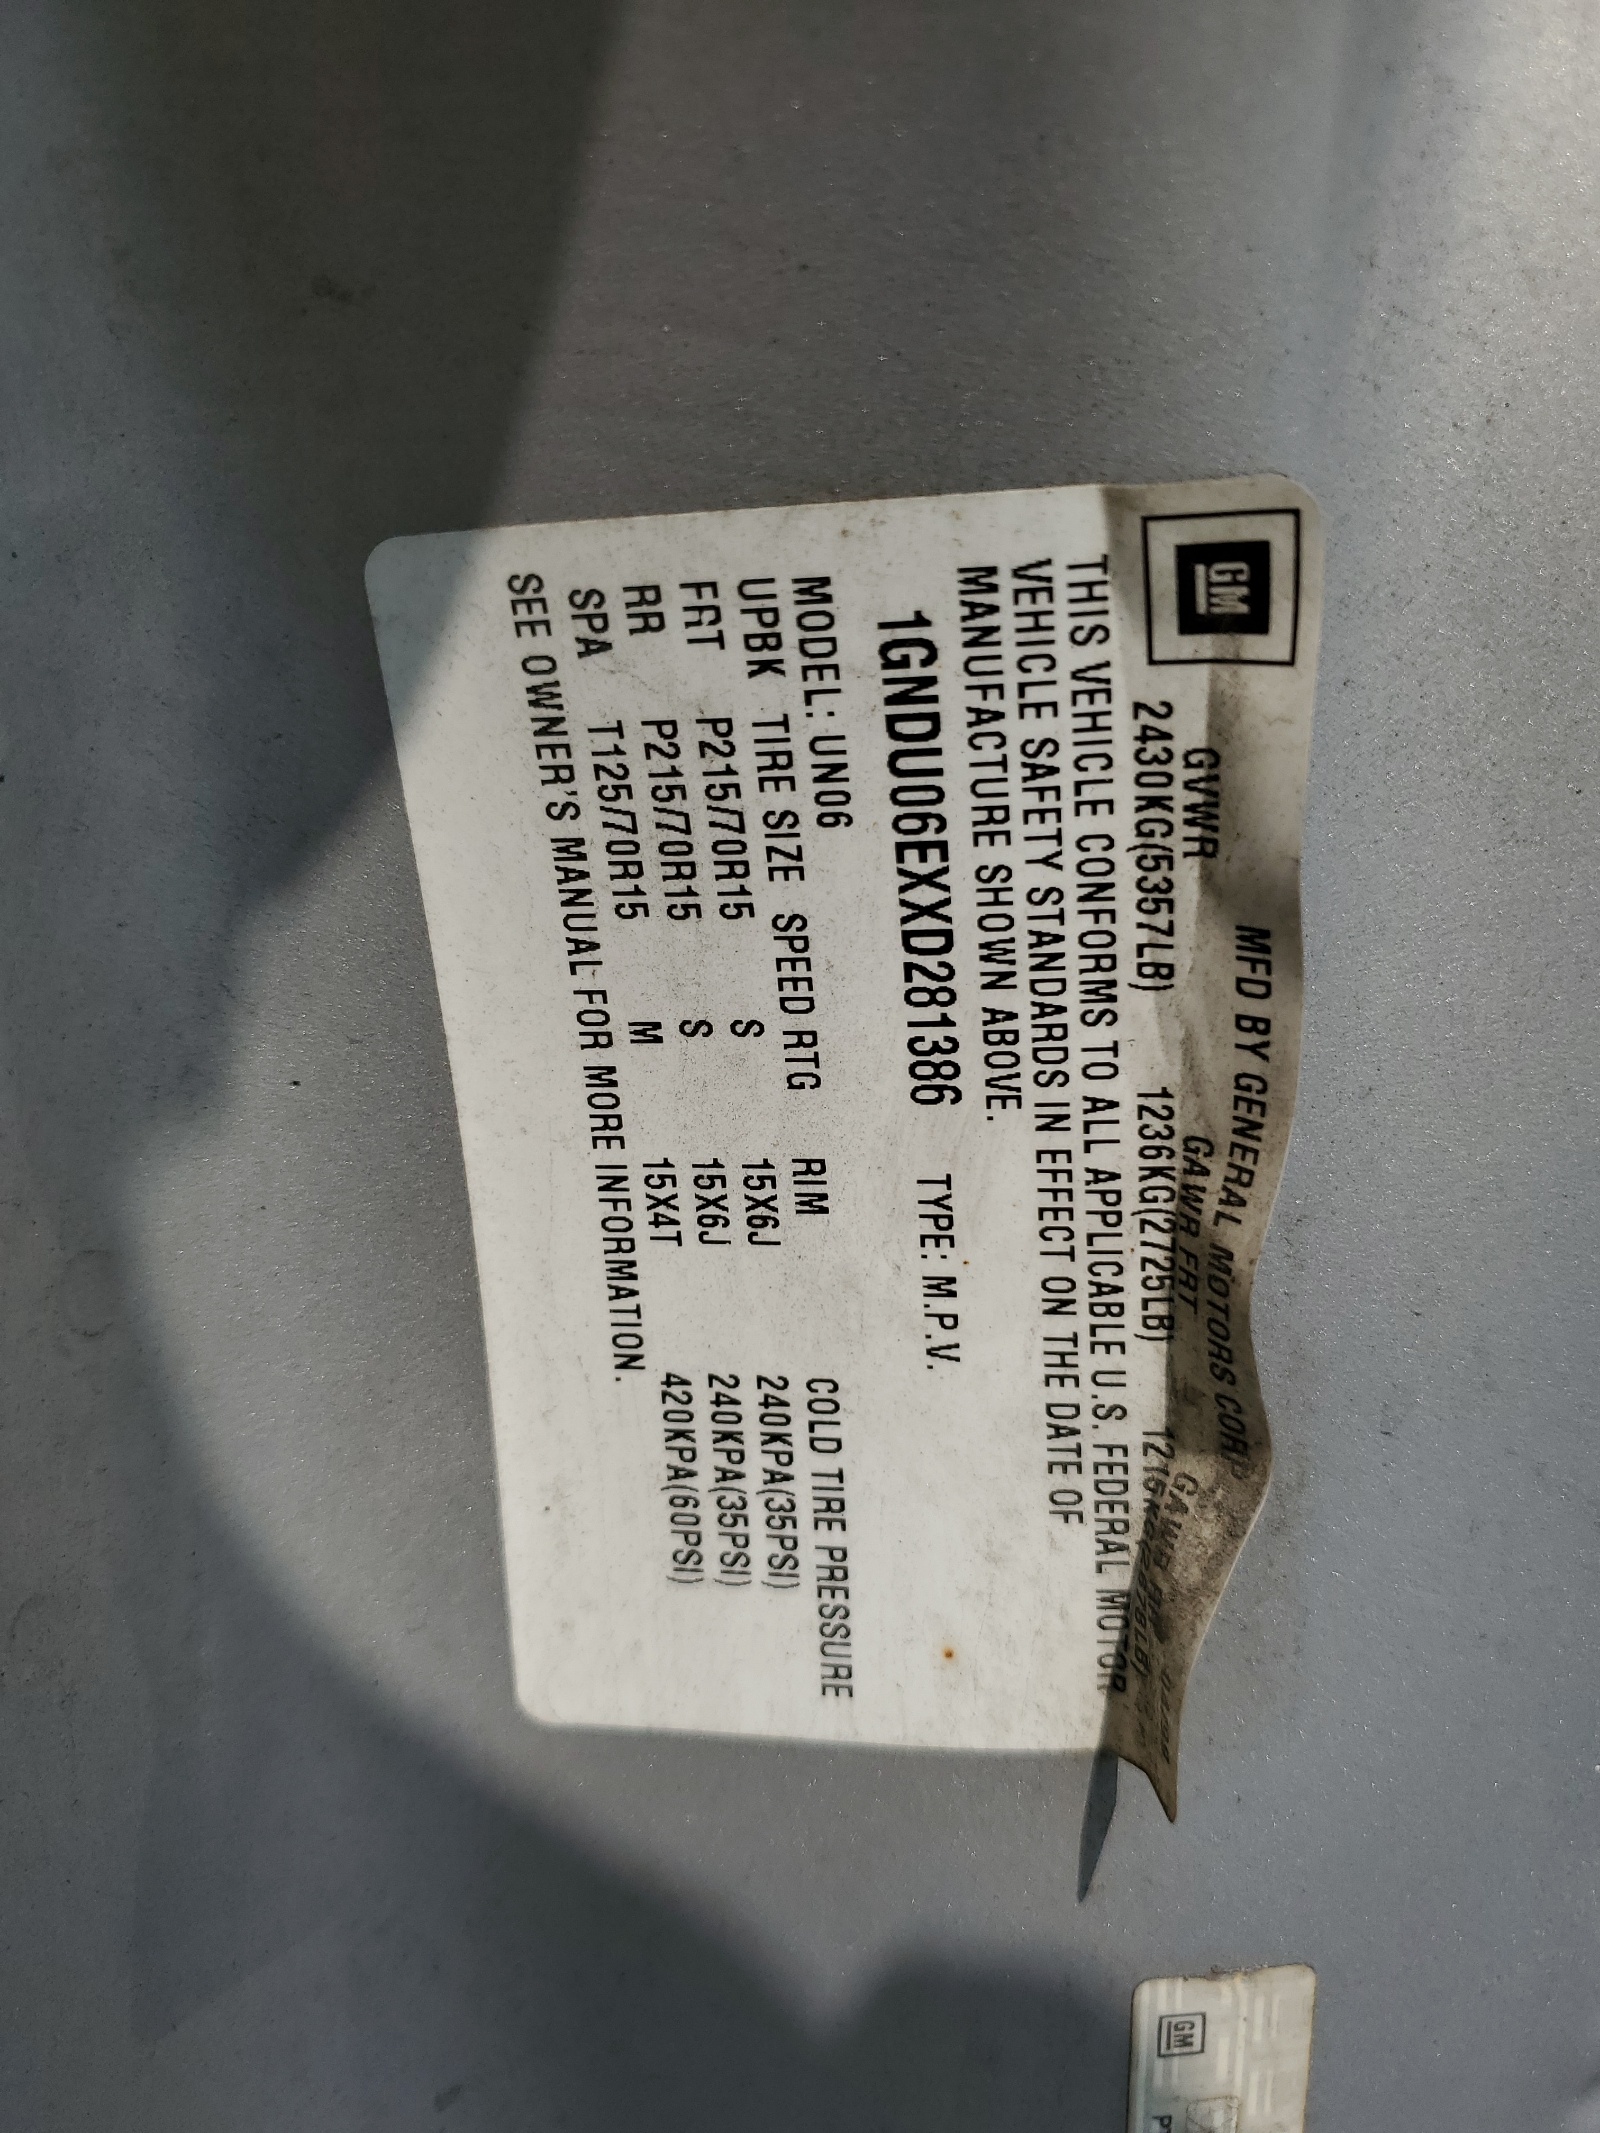 GM
MFD BY GENERAL MOTORS CORP
GVWR GAWR FRT GAWR
2430KG(5357LB) 1236KG(2725LB)
THIS VEHICLE CONFORMS TO ALL APPLICABLE U.S. FEDERAL MOTOR
VEHICLE SAFETY STANDARDS IN EFFECT ON THE DATE OF
MANUFACTURE SHOWN ABOVE.
1GNDU06EXXD281386 TYPE: M.P.V.
MODEL: UN06
UPBK TIRE SIZE SPEED RTG RIM COLD TIRE PRESSURE
FRT P215/70R15 S 15X6J 240KPA(35PSI)
RR P215/70R15 S 15X6J 240KPA(35PSI)
SPA T125/70R15 M 15X4T 420KPA(60PSI)
SEE OWNER'S MANUAL FOR MORE INFORMATION.
GM